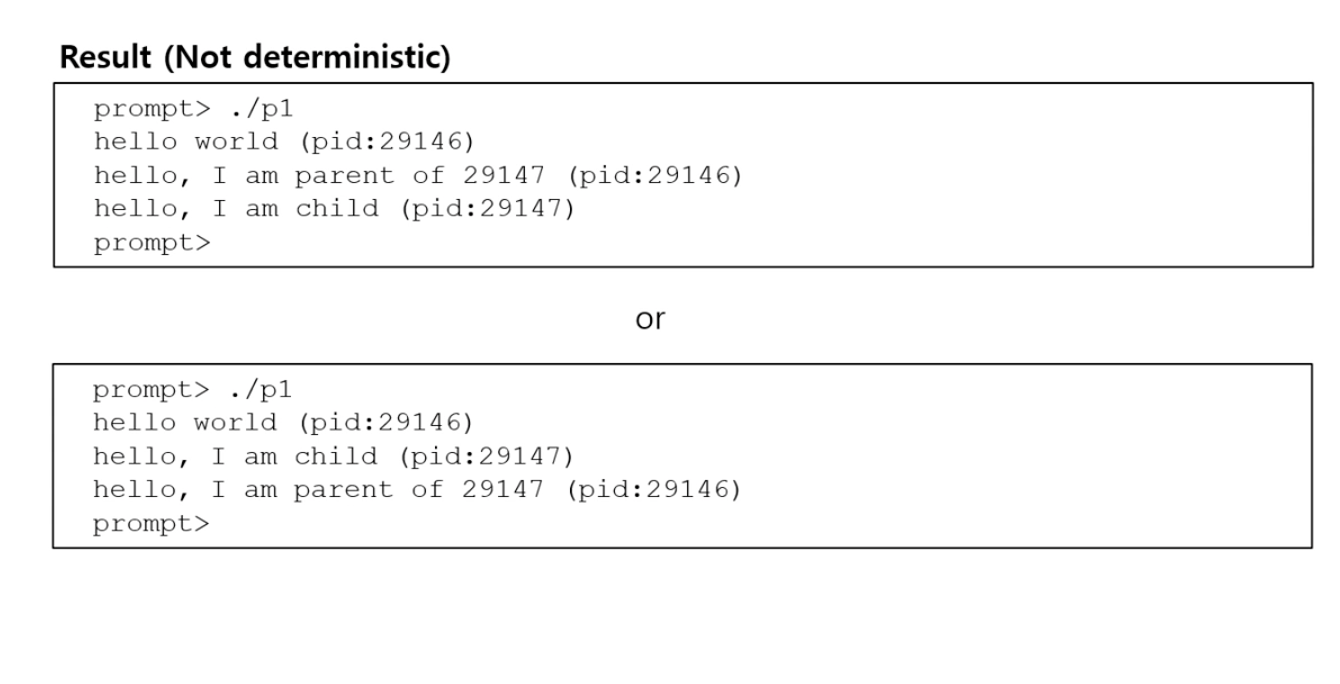 Result (Not deterministic)
prompt> ./p1
hello world (pid:29146)
hello, I am parent of 29147 (pid:29146)
hello, I am child (pid:29147)
prompt>
or
prompt> ./p1
hello world (pid:29146)
hello, I am child (pid:29147)
hello, I am parent of 29147 (pid:29146)
prompt>